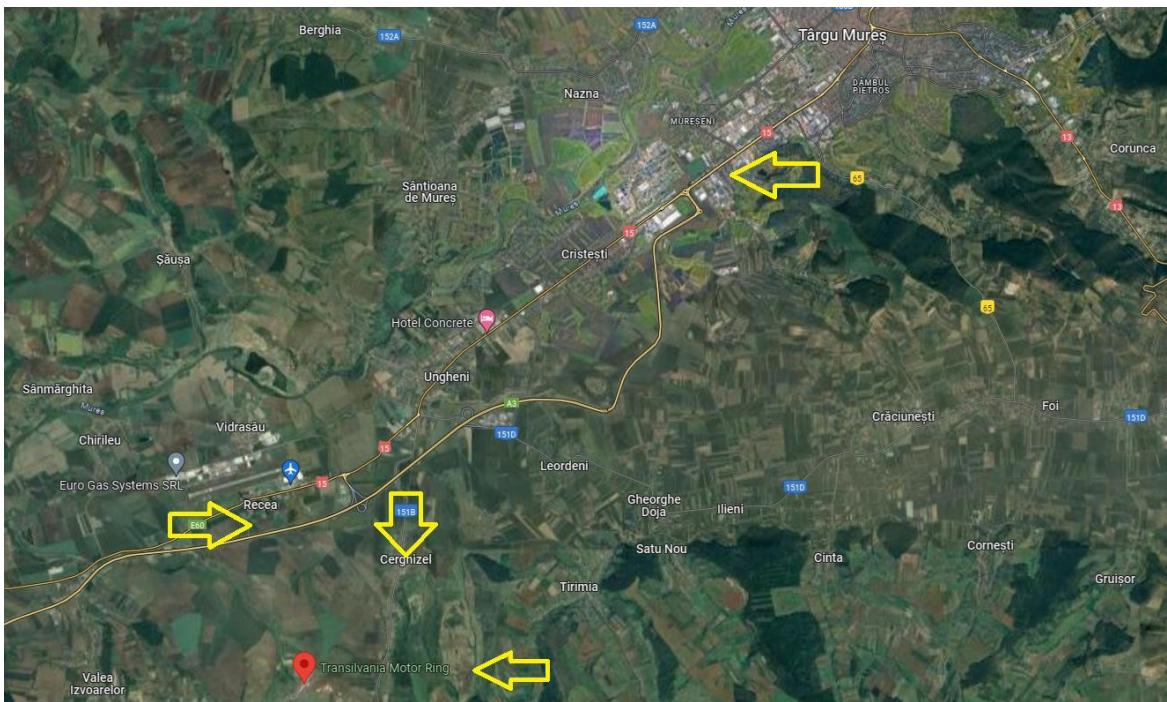 Berghia
152A
Mureș
152A
Târgu Mureș
Nazna
DÂMBUL
PIETROS
MUREȘENI
15
13
Corunca
Sântioana
de Mureș
65
Mureș
13
15
Cristești
Șăușa
65
Hotel Concrete
Ungheni
Sânmărghita
Mureș
A3
Foi
Crăciunești
151D
Vidrasău
Chirileu
151D
15
Leordeni
Euro Gas Systems SRL
15
151D
Gheorghe
Doja
Ilieni
Recea
151B
E60
Satu Nou
Cornești
Cerghizel
Cinta
Gruișor
Tirimia
Transilvania Motor Ring
Valea
Izvoarelor